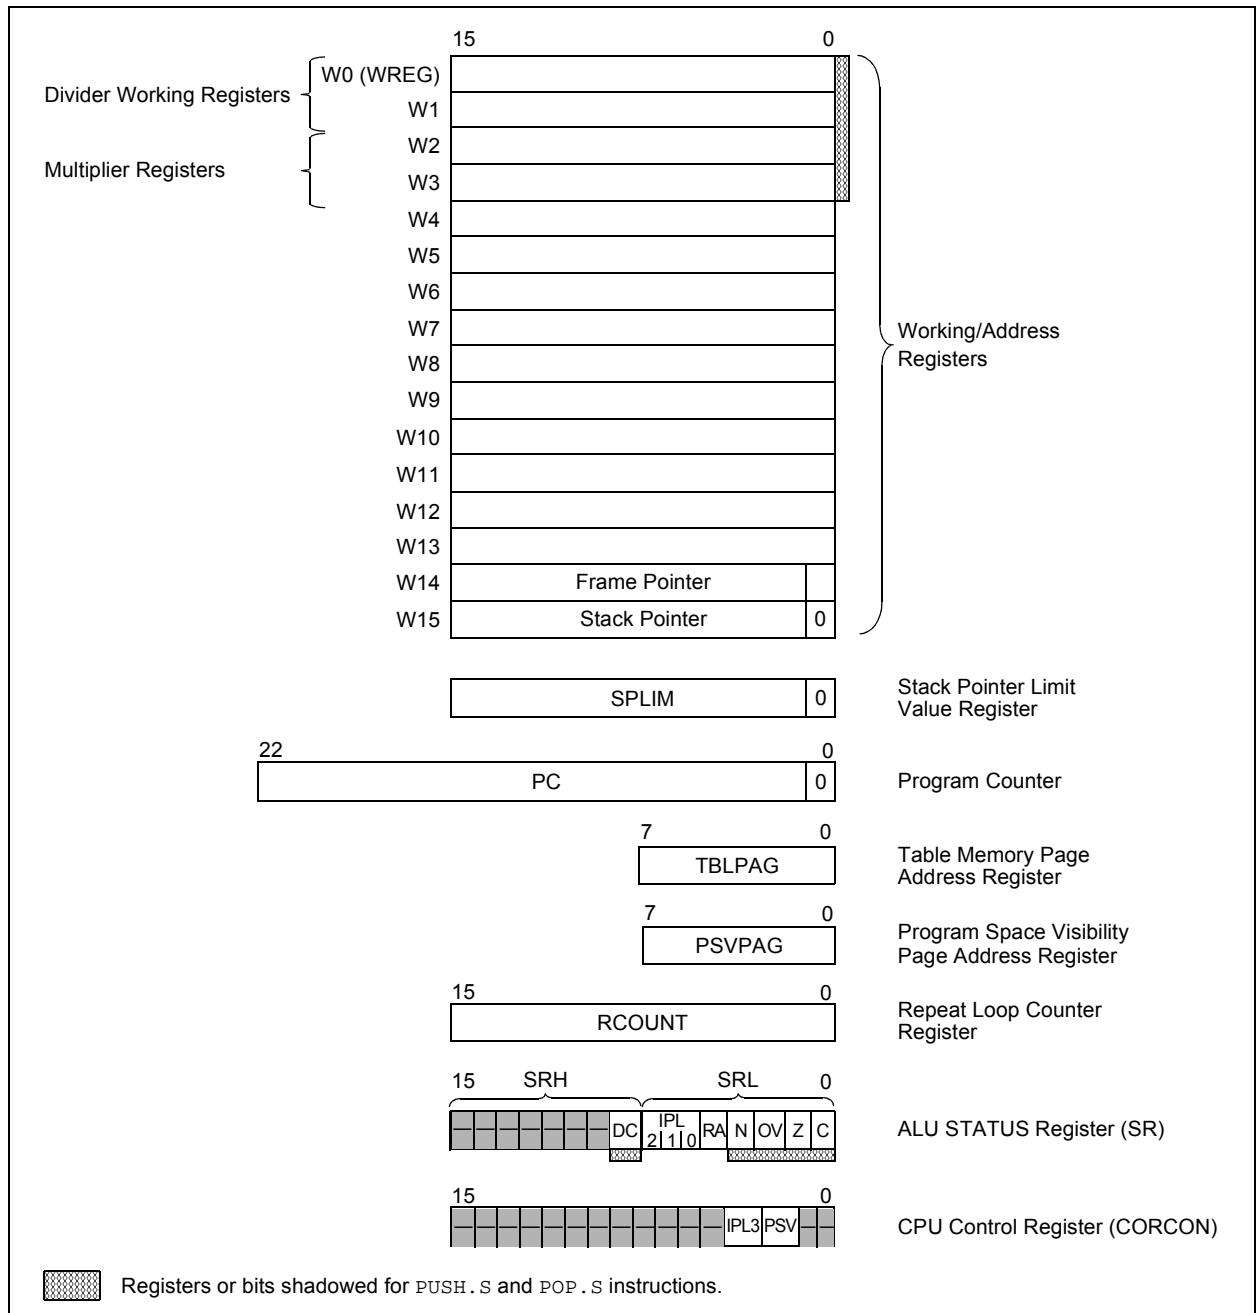 15 0
W0 (WREG)
Divider Working Registers
W1
W2
Multiplier Registers
W3
W4
W5
W6
W7
Working/Address
Registers
W8
W9
W10
W11
W12
W13
W14 Frame Pointer
W15 Stack Pointer 0
SPLIM 0
Stack Pointer Limit
Value Register
22 0
PC 0 Program Counter
7 0
TBLPAG
Table Memory Page
Address Register
7 0
PSVPAG
Program Space Visibility
Page Address Register
15 0
RCOUNT
Repeat Loop Counter
Register
15 SRH SRL 0
— — — — — — — DC IPL 2 1 0 RA N OV Z C ALU STATUS Register (SR)
15 0
— — — — — — — — — — — — IPL3 PSV — — CPU Control Register (CORCON)
Registers or bits shadowed for PUSH.S and POP.S instructions.